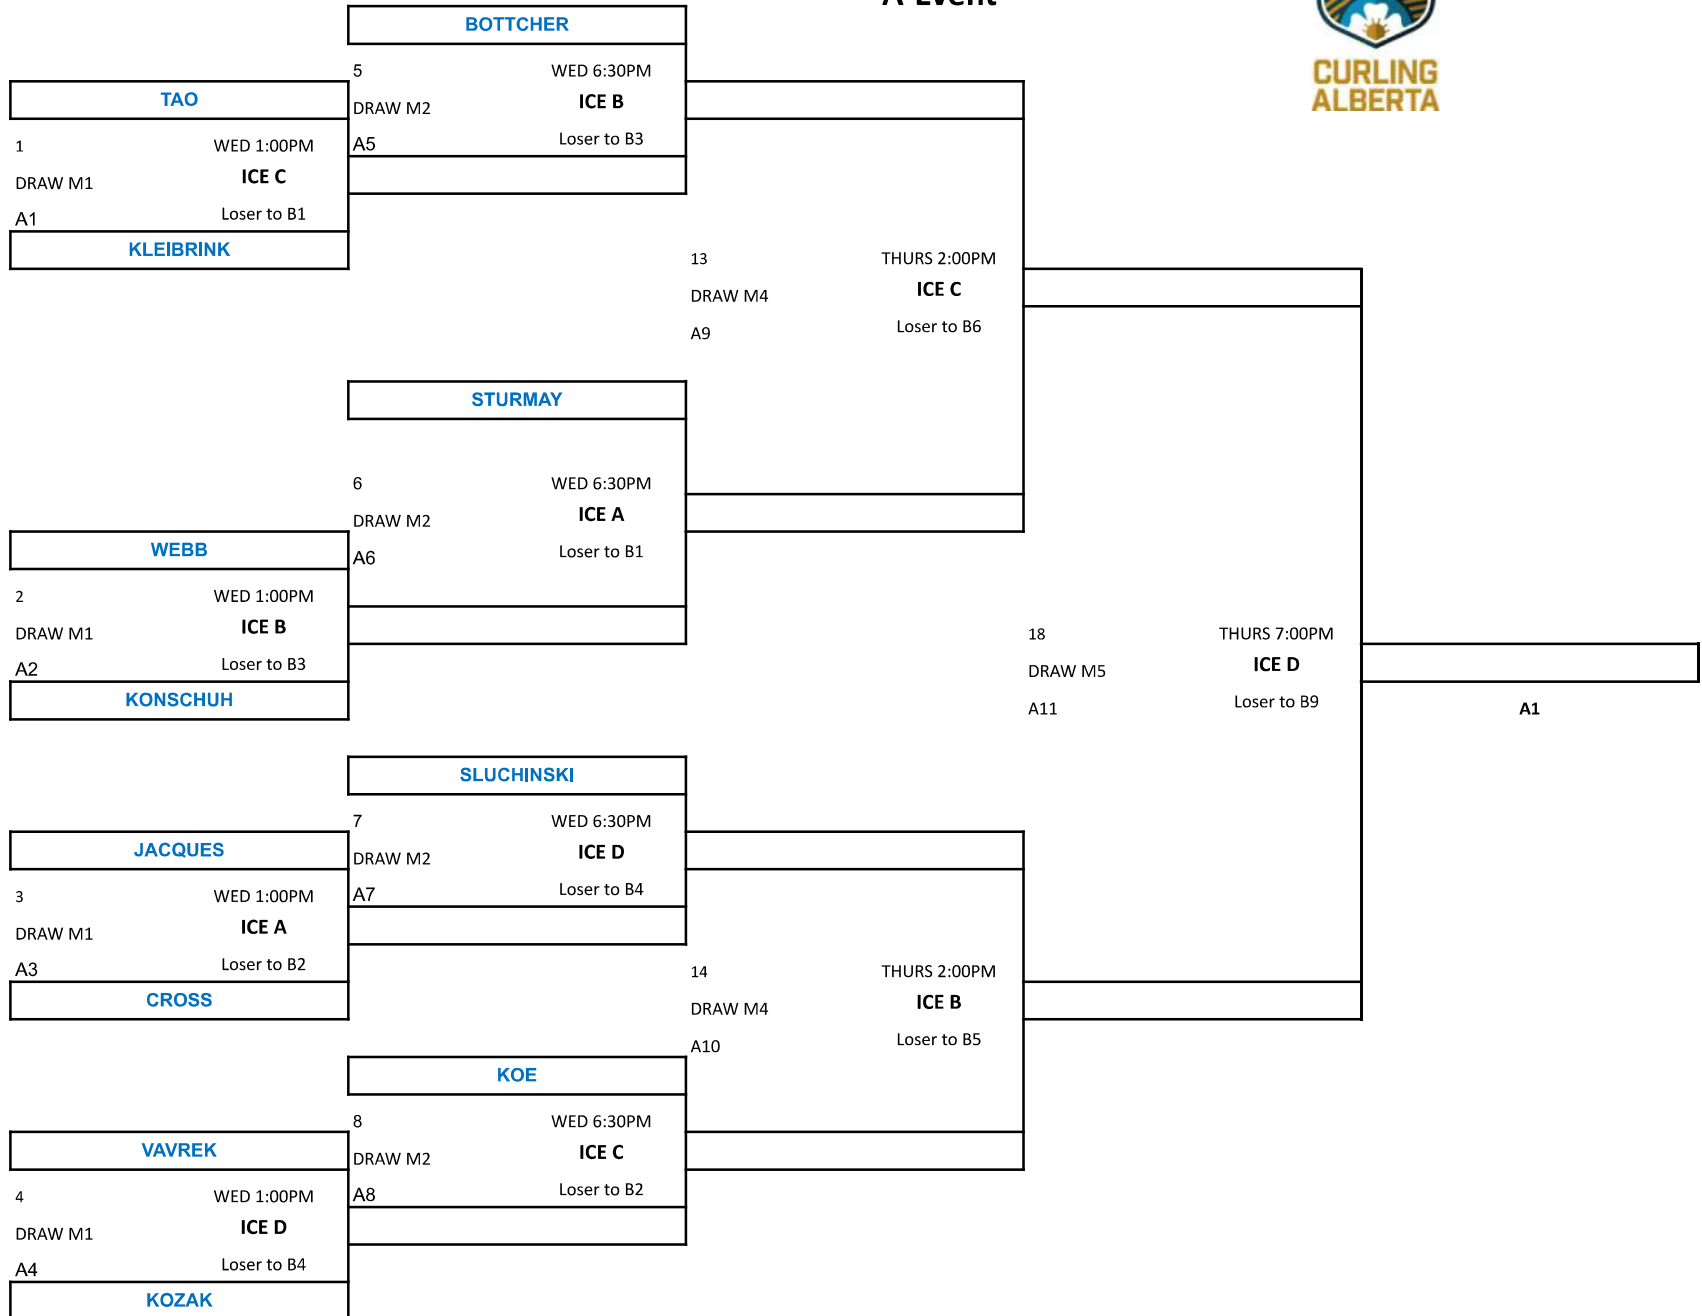 A Event
CURLING
ALBERTA
BOTTCHER
5 WED 6:30PM
DRAW M2 ICE B
A5 Loser to B3
TAO
1 WED 1:00PM
DRAW M1 ICE C
A1 Loser to B1
KLEIBRINK
13 THURS 2:00PM
DRAW M4 ICE C
A9 Loser to B6
STURMAY
6 WED 6:30PM
DRAW M2 ICE A
A6 Loser to B1
WEBB
2 WED 1:00PM
DRAW M1 ICE B
A2 Loser to B3
KONSCHUH
18 THURS 7:00PM
DRAW M5 ICE D
A11 Loser to B9
A1
SLUCHINSKI
7 WED 6:30PM
DRAW M2 ICE D
A7 Loser to B4
JACQUES
3 WED 1:00PM
DRAW M1 ICE A
A3 Loser to B2
CROSS
14 THURS 2:00PM
DRAW M4 ICE B
A10 Loser to B5
KOE
8 WED 6:30PM
DRAW M2 ICE C
A8 Loser to B2
VAVREK
4 WED 1:00PM
DRAW M1 ICE D
A4 Loser to B4
KOZAK